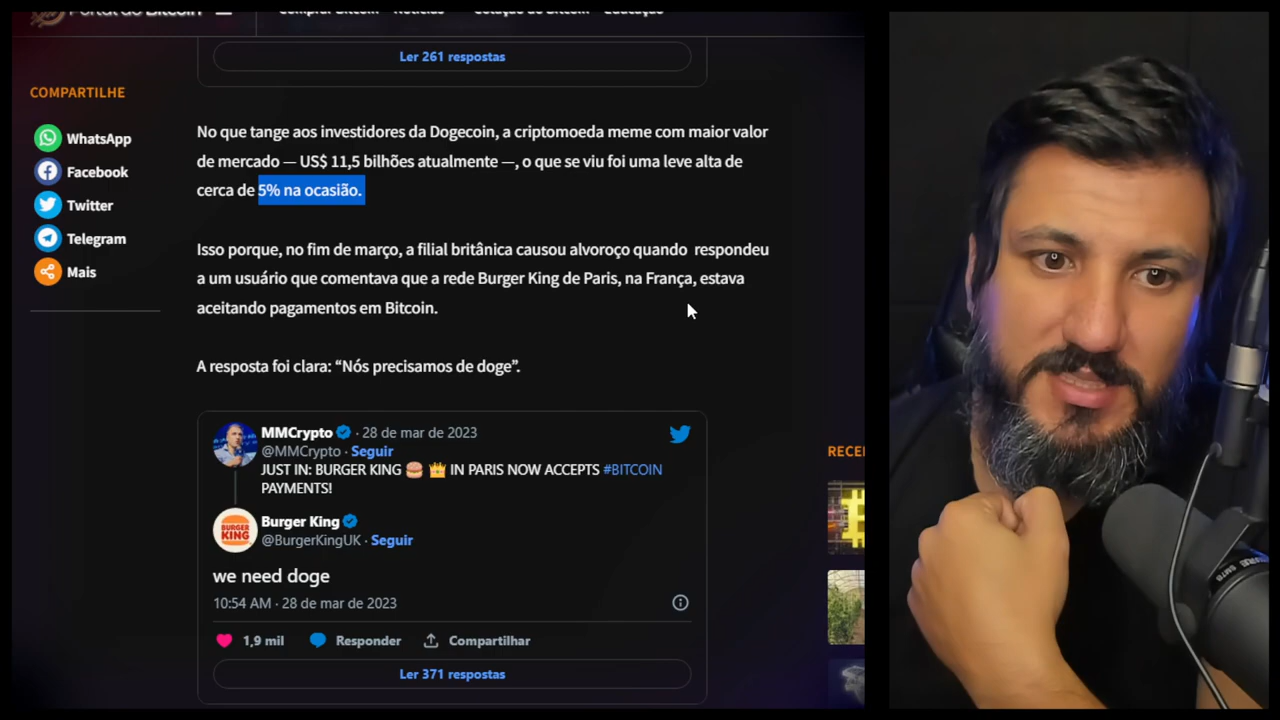 Portal do Bitcoin
COMPARTILHE
WhatsApp
Facebook
Twitter
Telegram
Mais
Ler 261 respostas
No que tange aos investidores da Dogecoin, a criptomoeda meme com maior valor
de mercado — US$ 11,5 bilhões atualmente —, o que se viu foi uma leve alta de
cerca de 5% na ocasião.
Isso porque, no fim de março, a filial britânica causou alvoroço quando respondeu
a um usuário que comentava que a rede Burger King de Paris, na França, estava
aceitando pagamentos em Bitcoin.
A resposta foi clara: “Nós precisamos de doge”.
MMCrypto · 28 de mar de 2023
@MMCrypto · Seguir
JUST IN: BURGER KING 🍔 👑 IN PARIS NOW ACCEPTS #BITCOIN
PAYMENTS!
BURGER
KING
Burger King
@BurgerKingUK · Seguir
we need doge
10:54 AM · 28 de mar de 2023
1,9 mil Responder Compartilhar
Ler 371 respostas